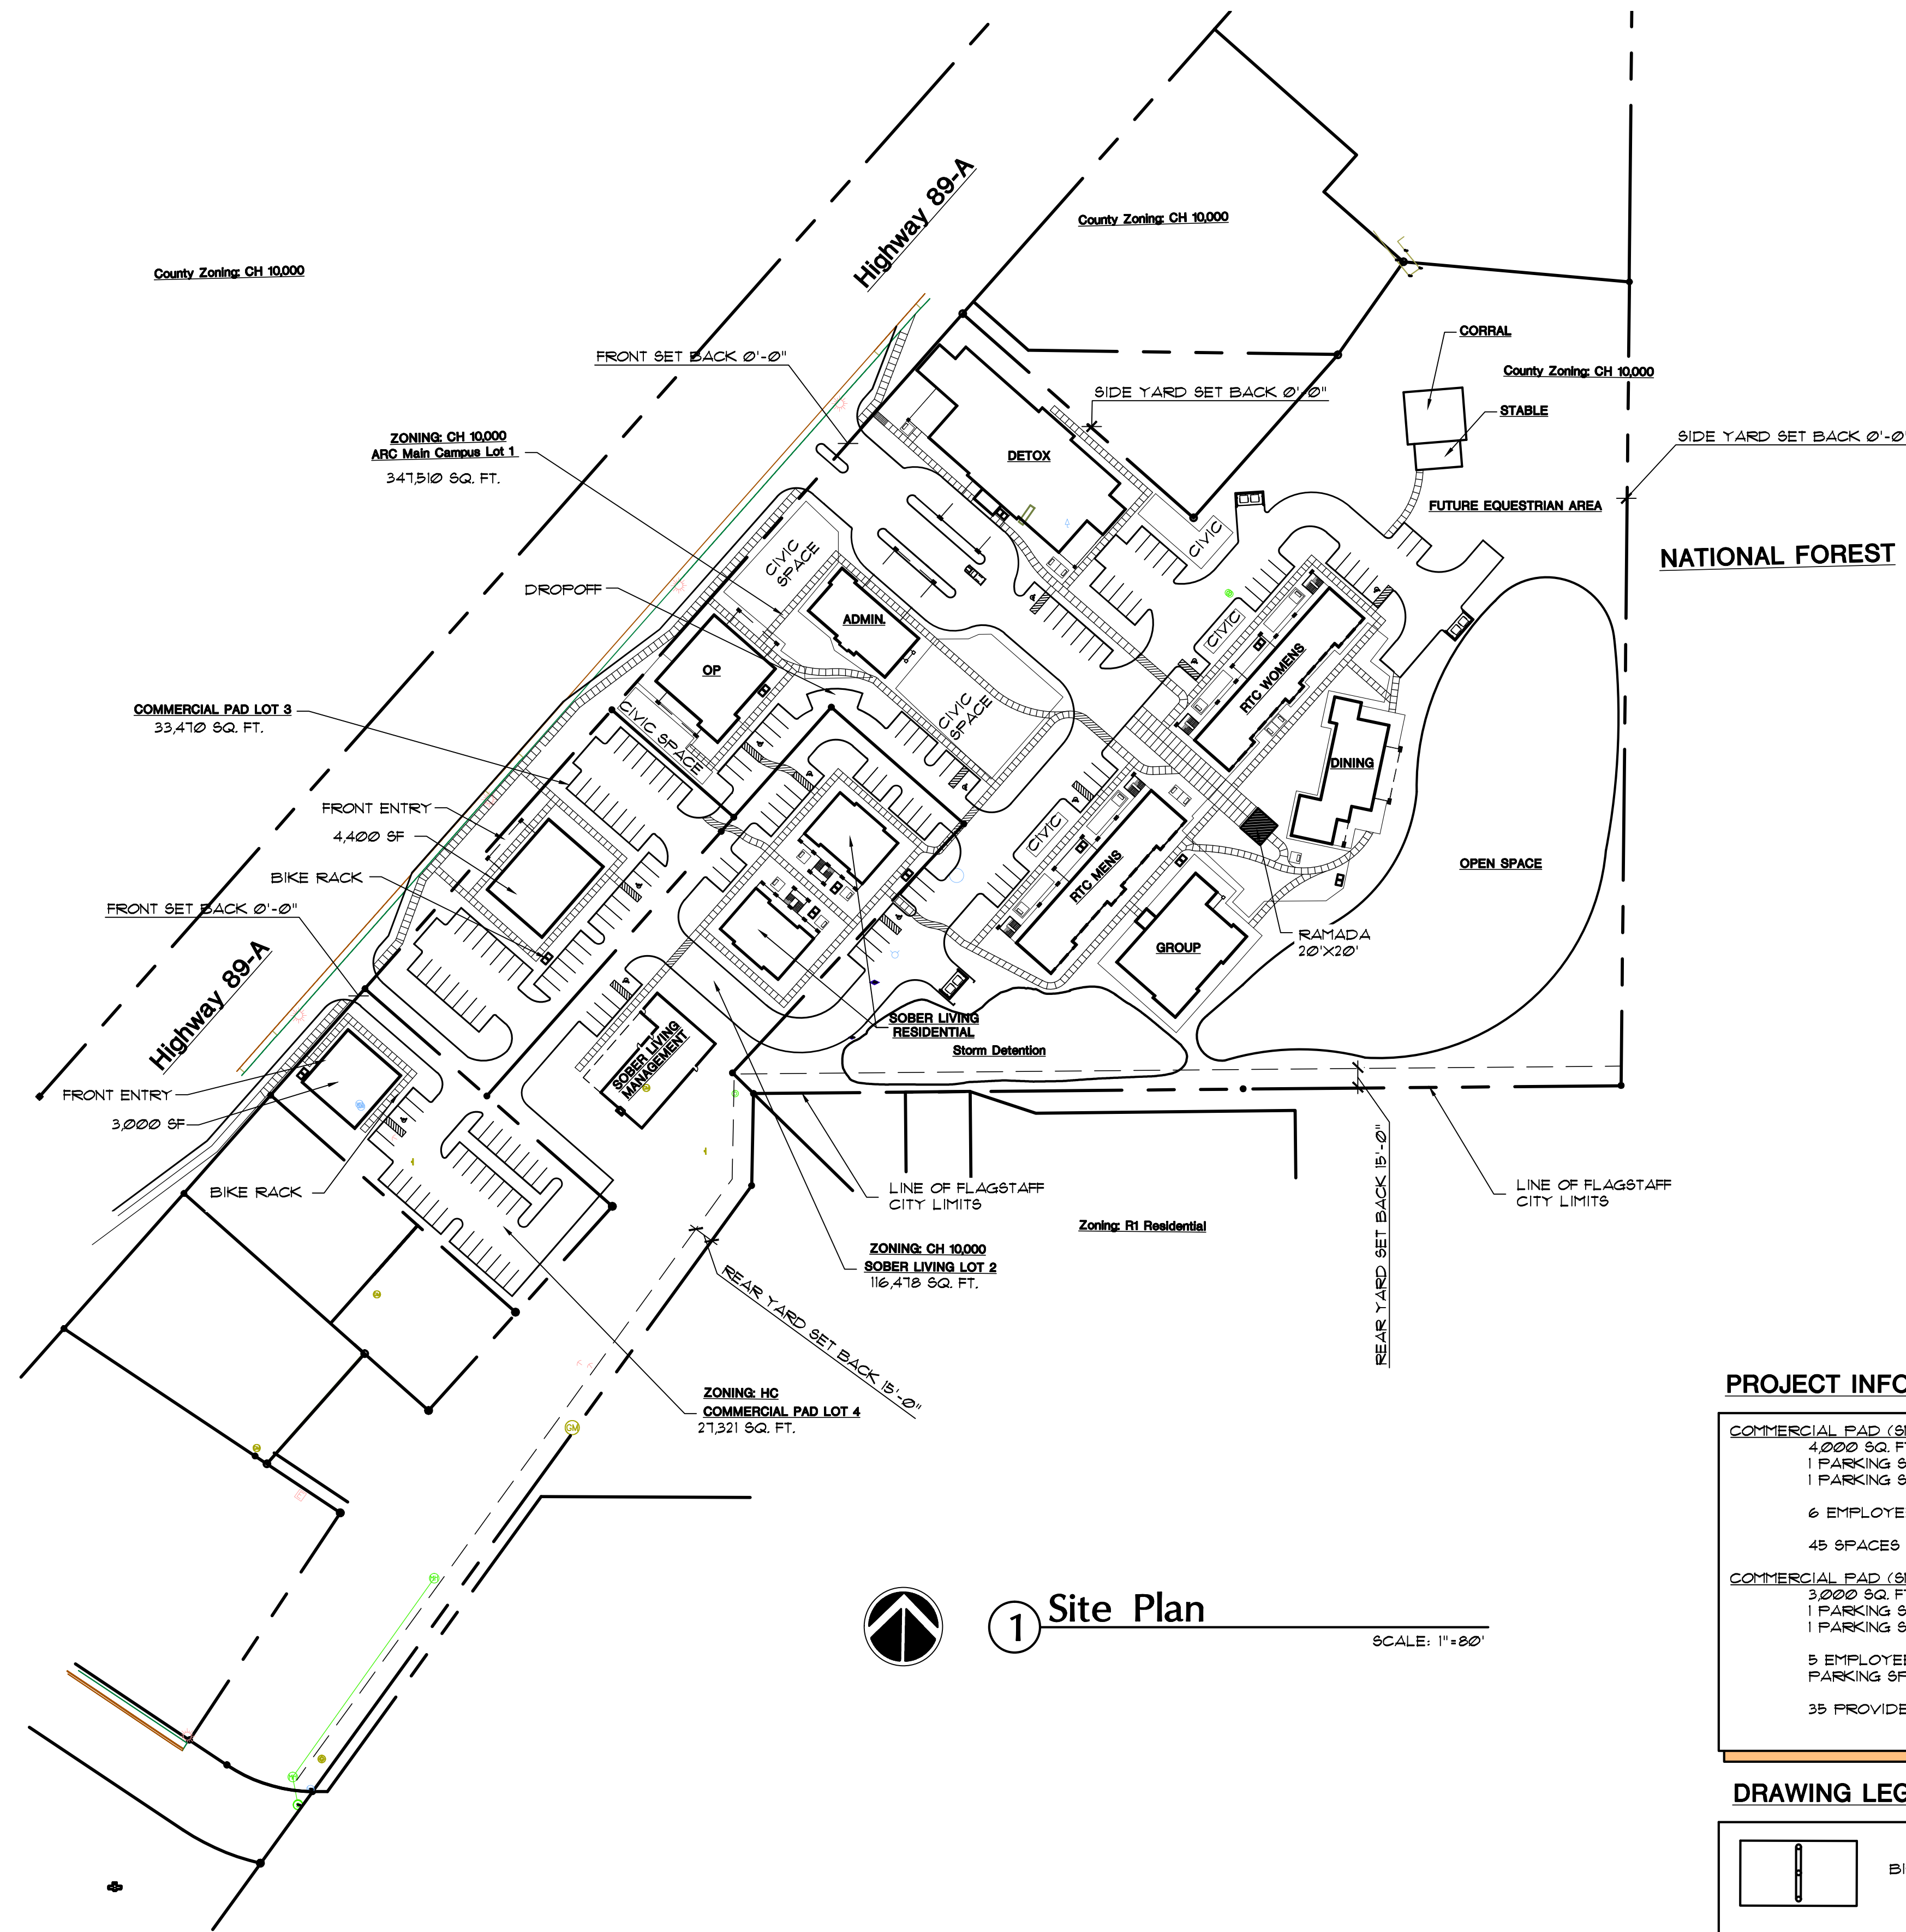 Highway 89-A
County Zoning: CH 10,000
County Zoning: CH 10,000
CORRAL
FRONT SET BACK 0'-0"
County Zoning: CH 10,000
SIDE YARD SET BACK 0'-0"
STABLE
ZONING: CH 10,000
ARC Main Campus Lot 1
347,510 SQ. FT.
SIDE YARD SET BACK 0'-0"
DETOX
FUTURE EQUESTRIAN AREA
CIVIC
CIVIC
SPACE
NATIONAL FOREST
DROPOFF
ADMIN.
CIVIC
OP
RTC WOMENS
COMMERCIAL PAD LOT 3
33,470 SQ. FT.
CIVIC SPACE
CIVIC
SPACE
DINING
FRONT ENTRY
4,400 SF
CIVIC
OPEN SPACE
BIKE RACK
RTC MENS
FRONT SET BACK 0'-0"
RAMADA
20'X20'
GROUP
Highway 89-A
SOBER LIVING
RESIDENTIAL
SOBER LIVING
MANAGEMENT
Storm Detention
FRONT ENTRY
3,000 SF
BIKE RACK
LINE OF FLAGSTAFF
CITY LIMITS
REAR YARD SET BACK 15'-0"
LINE OF FLAGSTAFF
CITY LIMITS
Zoning: R1 Residential
ZONING: CH 10,000
SOBER LIVING LOT 2
116,478 SQ. FT.
REAR YARD SET BACK 15'-0"
ZONING: HC
COMMERCIAL PAD LOT 4
27,321 SQ. FT.
GM
PROJECT INFO
COMMERCIAL PAD
4,000 SQ. FT
1 PARKING S
1 PARKING S
6 EMPLOYE
45 SPACES
COMMERCIAL PAD
3,000 SQ. FT
1 PARKING S
1 PARKING S
5 EMPLOYEE
PARKING SP
35 PROVIDE
1 Site Plan
SCALE: 1"=80'
DRAWING LEG
BI